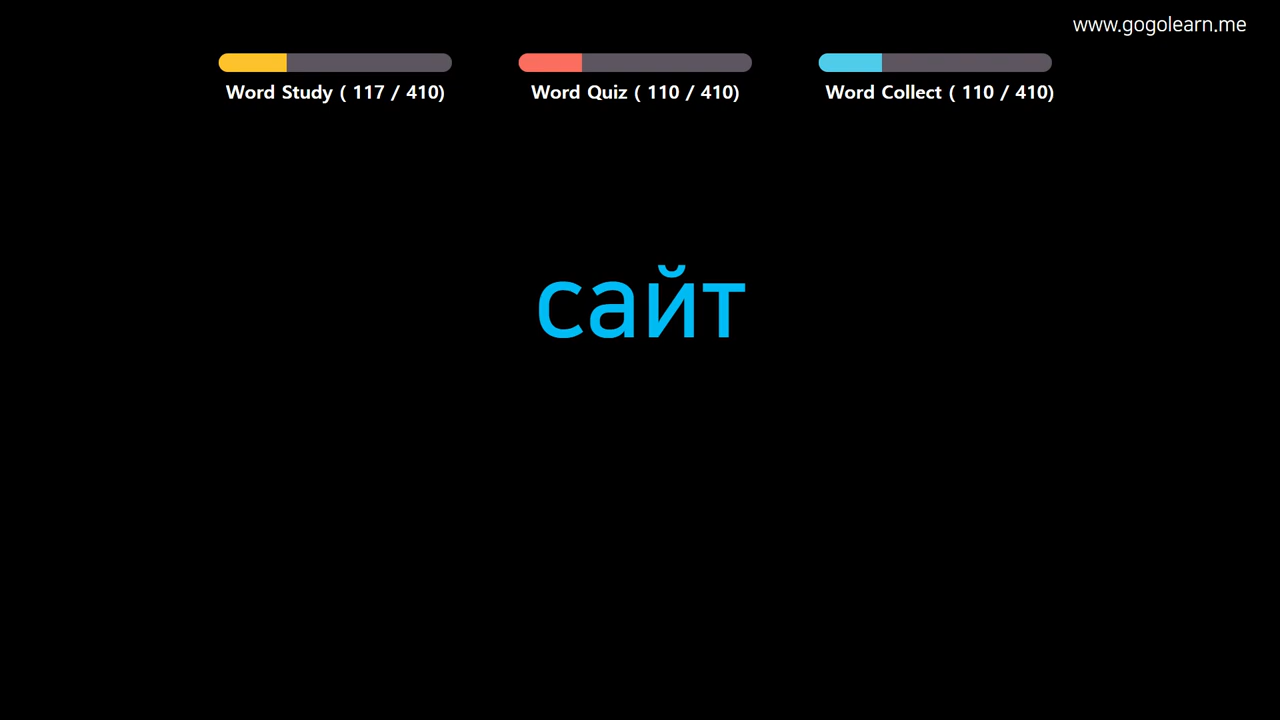 www.gogolearn.me
Word Study ( 117 / 410)
Word Quiz ( 110 / 410)
Word Collect ( 110 / 410)
сайт